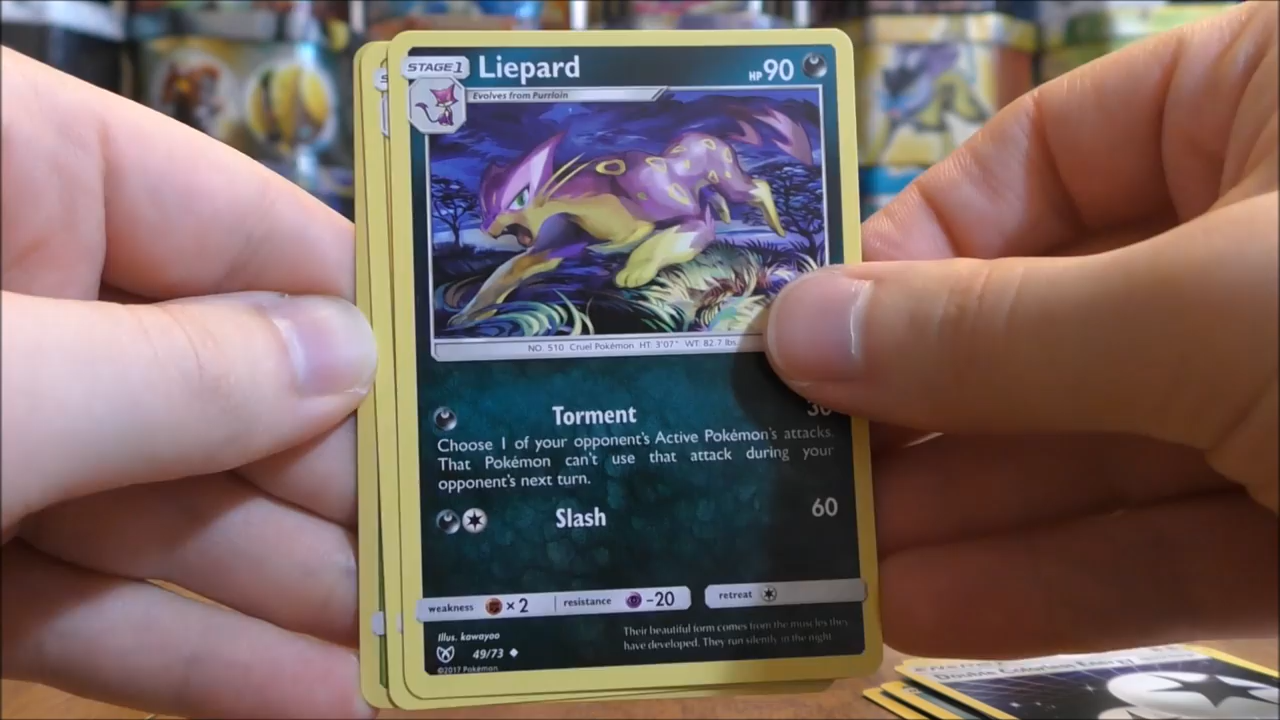 STAGE 1 Liepard HP 90
Evolves from Purrloin
NO. 510 Cruel Pokémon HT: 3'07" WT: 82.7 lbs.
Torment 30
Choose 1 of your opponent's Active Pokémon's attacks.
That Pokémon can't use that attack during your
opponent's next turn.
Slash 60
weakness ×2 resistance -20 retreat
Illus. kawayoo
Their beautiful form comes from the muscles they
have developed. They run silently in the night.
49/73
©2017 Pokémon
Double Colorless Energy